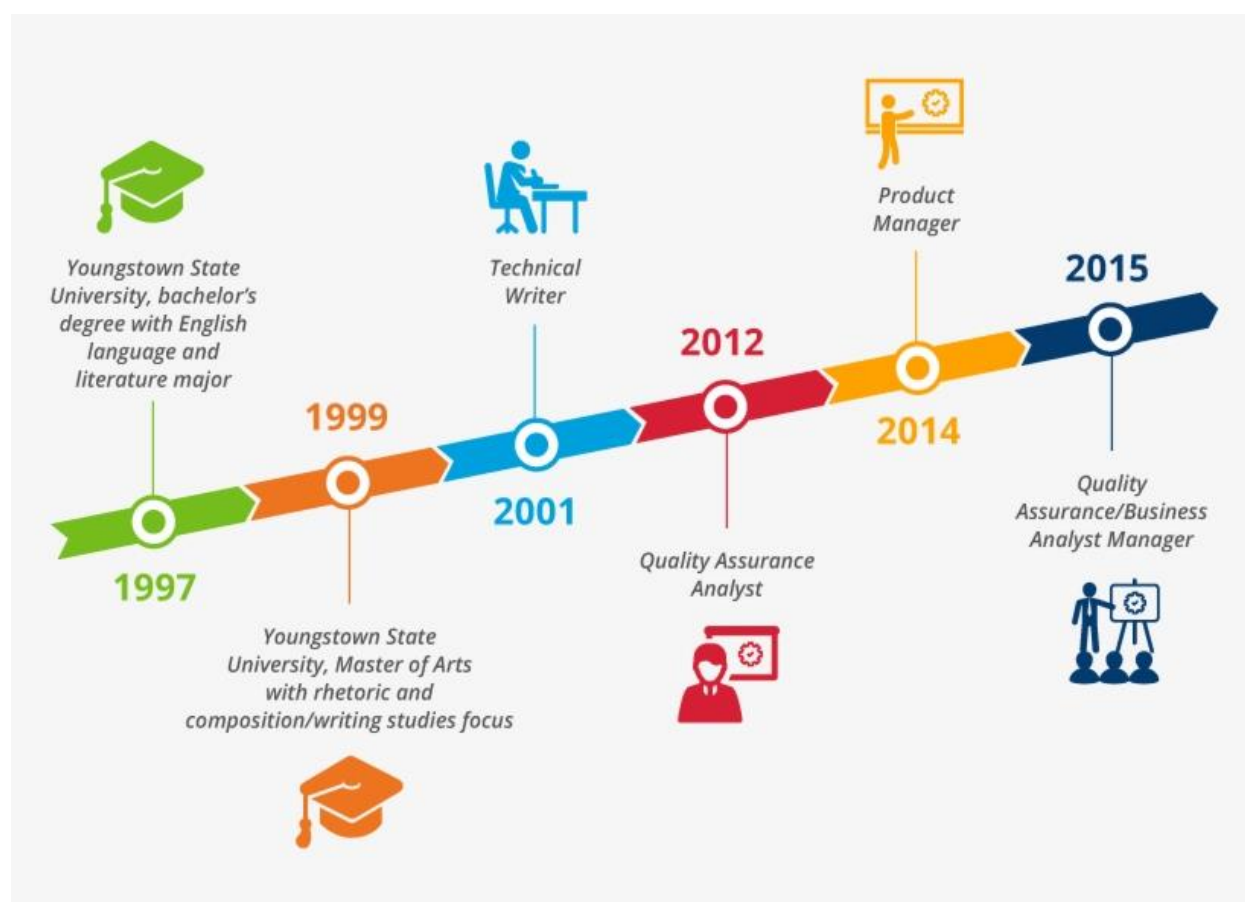 Youngstown State
University, bachelor’s
degree with English
language and
literature major
1997
1999
Youngstown State
University, Master of Arts
with rhetoric and
composition/writing studies focus
Technical
Writer
2001
2012
Quality Assurance
Analyst
Product
Manager
2014
2015
Quality
Assurance/Business
Analyst Manager